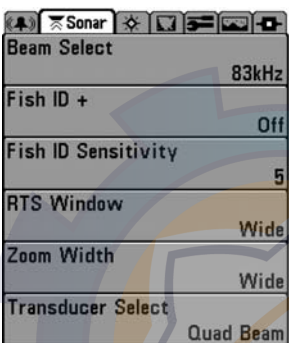 Sonar
Beam Select
83kHz
Fish ID +
Off
Fish ID Sensitivity
5
RTS Window
Wide
Zoom Width
Wide
Transducer Select
Quad Beam